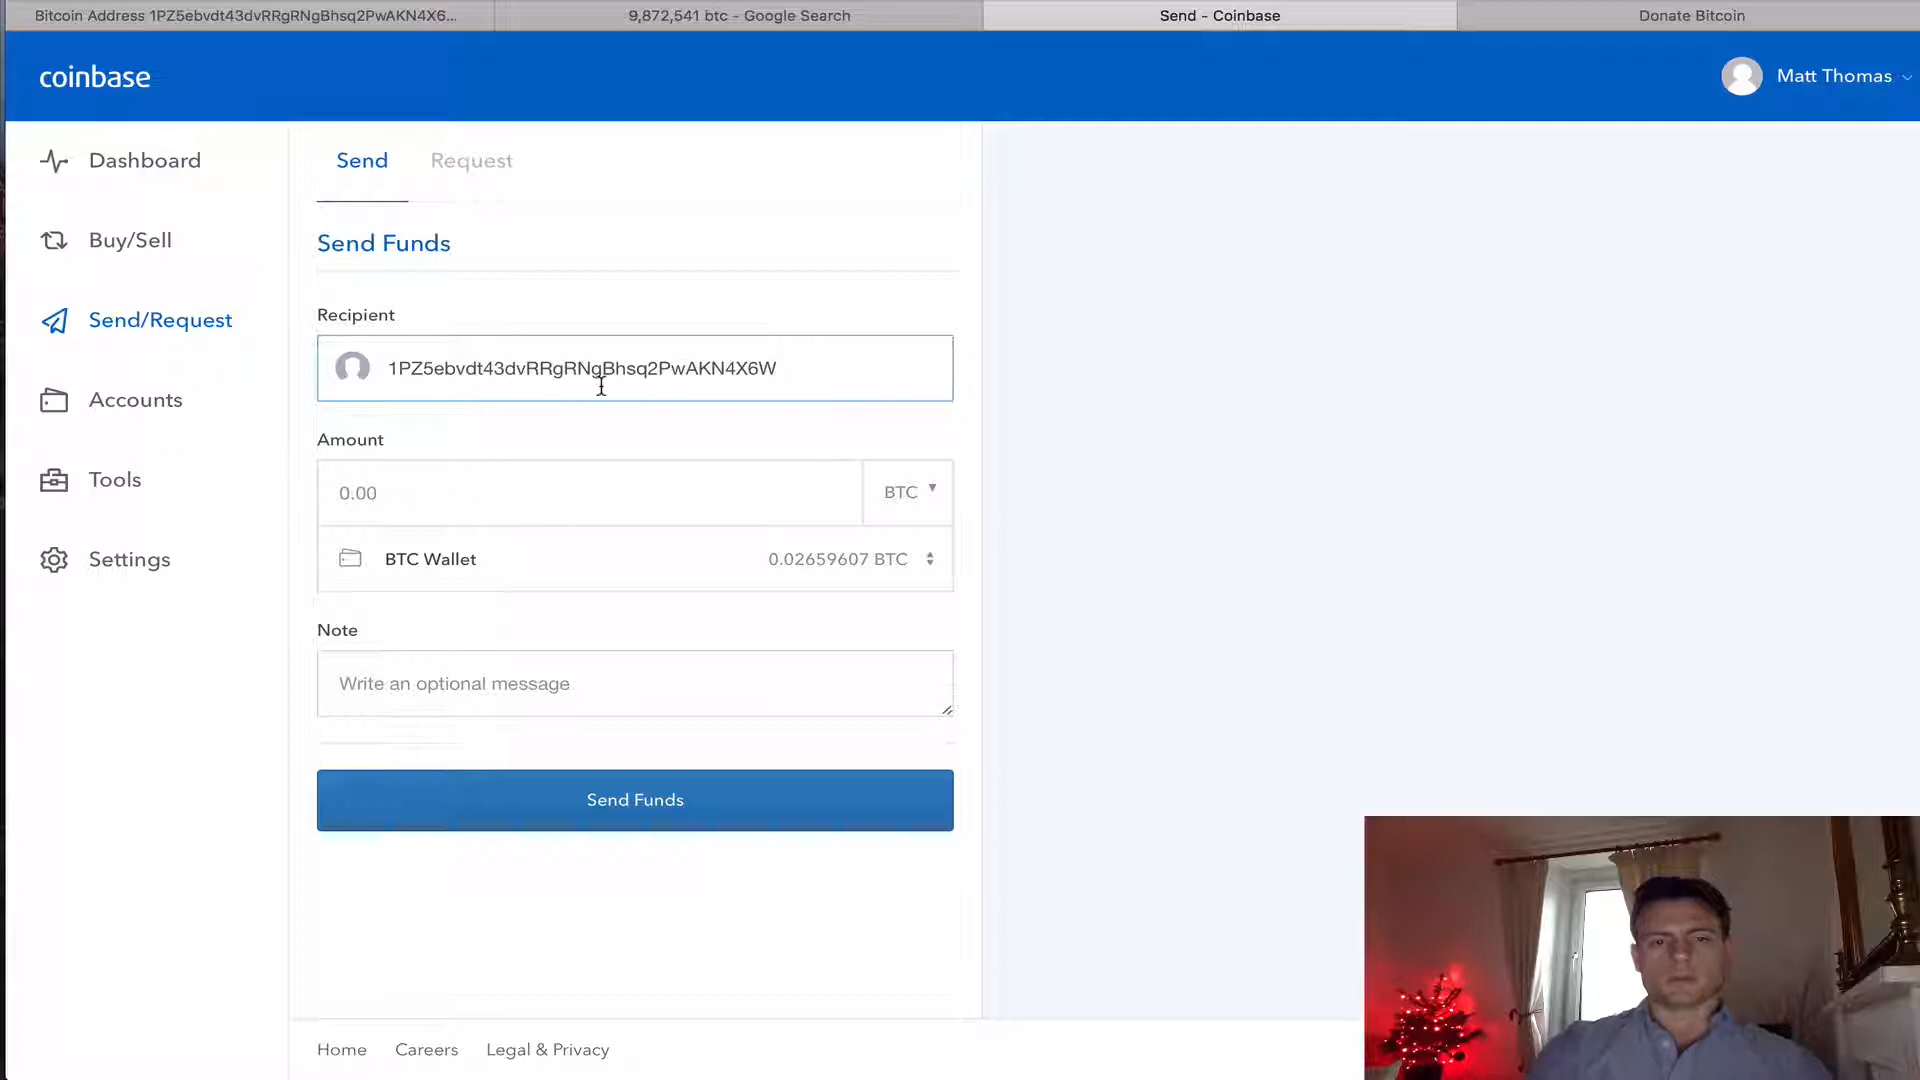 Bitcoin Address 1PZ5ebvdt43dvRRgRNgBhsq2PwAKN4X6...
9,872,541 btc - Google Search
Send - Coinbase
Donate Bitcoin
coinbase
Matt Thomas
Dashboard
Buy/Sell
Send/Request
Accounts
Tools
Settings
Send
Request
Send Funds
Recipient
1PZ5ebvdt43dvRRgRNgBhsq2PwAKN4X6W
Amount
0.00
BTC
BTC Wallet
0.02659607 BTC
Note
Write an optional message
Send Funds
Home
Careers
Legal & Privacy